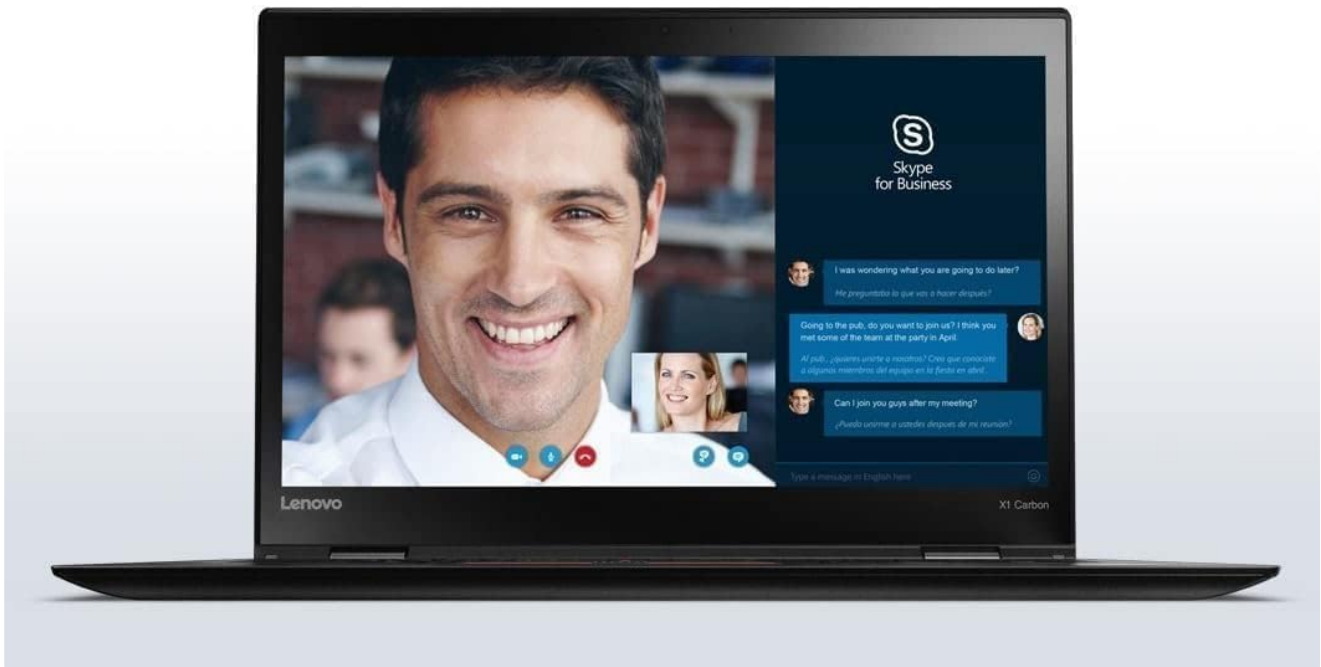 S
Skype
for Business
I was wondering what you are going to do later?
Me preguntaba lo que vas a hacer después?
Going to the pub, do you want to join us? I think you
met some of the team at the party in April.
Al pub., ¿quieres unirte a nosotros? Creo que conociste
a algunos miembros del equipo en la fiesta en abril..
Can I join you guys after my meeting?
¿Puedo unirme a ustedes después de mi reunión?
Type a message in English here
Lenovo
X1 Carbon